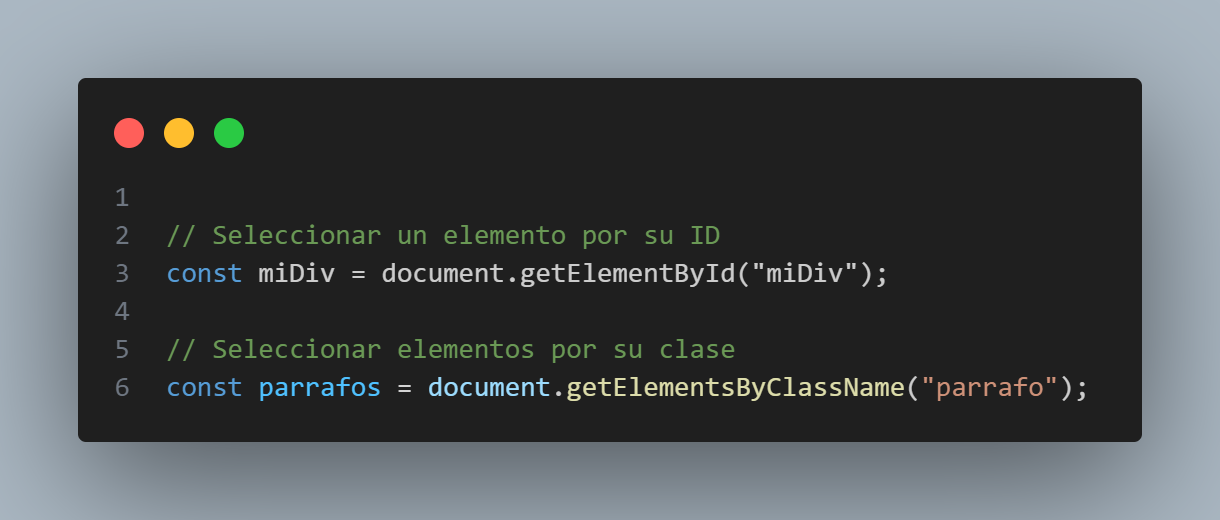 1
2 // Seleccionar un elemento por su ID
3 const miDiv = document.getElementById("miDiv");
4
5 // Seleccionar elementos por su clase
6 const parrafos = document.getElementsByClassName("parrafo");